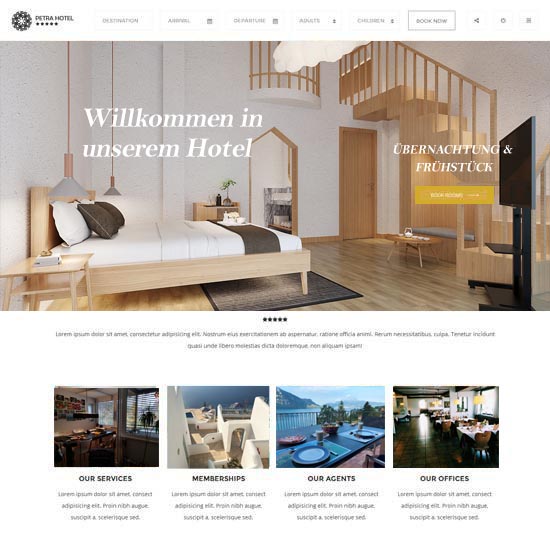 PETRA HOTEL
DESTINATION
ARRIVAL
DEPARTURE
ADULTS
CHILDREN
BOOK NOW
Willkommen in
unserem Hotel
ÜBERNACHTUNG &
FRÜHSTÜCK
BOOK ROOMS
Lorem ipsum dolor sit amet, consectetur adipisicing elit. Nostrum eius exercitationem ab aspernatur, ratione officia animi. Rerum necessitatibus, culpa. Tenetur incidunt
quasi unde libero molestias dicta doloremque, non aliquam ipsam!
OUR SERVICES
Lorem ipsum dolor sit amet, consect
adipiscing elit. Proin nibh augue,
suscipit a, scelerisque sed.
MEMBERSHIPS
Lorem ipsum dolor sit amet, consect
adipiscing elit. Proin nibh augue,
suscipit a, scelerisque sed.
OUR AGENTS
Lorem ipsum dolor sit amet, consect
adipiscing elit. Proin nibh augue,
suscipit a, scelerisque sed.
OUR OFFICES
Lorem ipsum dolor sit amet, consect
adipiscing elit. Proin nibh augue,
suscipit a, scelerisque sed.